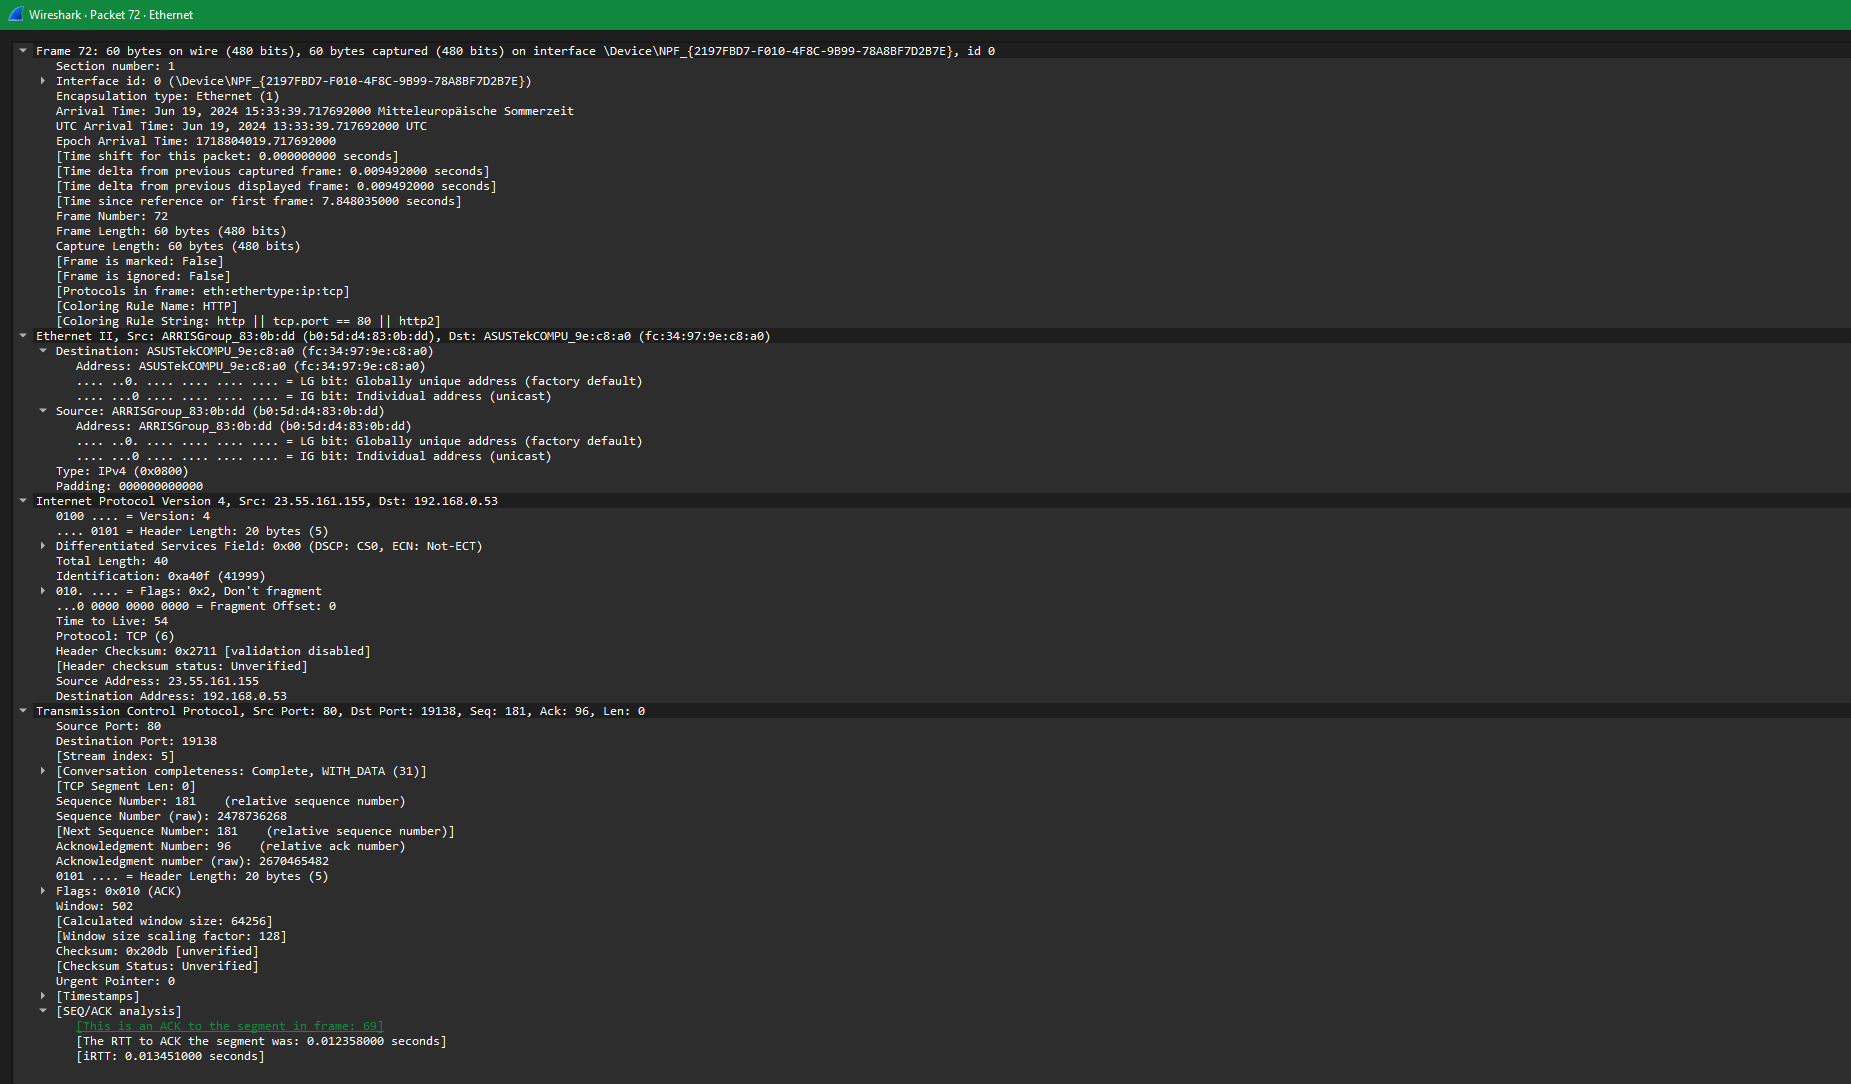 Wireshark · Packet 72 · Ethernet
Frame 72: 60 bytes on wire (480 bits), 60 bytes captured (480 bits) on interface \Device\NPF_{2197FBD7-F010-4F8C-9B99-78A8BF7D2B7E}, id 0
Section number: 1
Interface id: 0 (\Device\NPF_{2197FBD7-F010-4F8C-9B99-78A8BF7D2B7E})
Encapsulation type: Ethernet (1)
Arrival Time: Jun 19, 2024 15:33:39.717692000 Mitteleuropäische Sommerzeit
UTC Arrival Time: Jun 19, 2024 13:33:39.717692000 UTC
Epoch Arrival Time: 1718804019.717692000
[Time shift for this packet: 0.000000000 seconds]
[Time delta from previous captured frame: 0.009492000 seconds]
[Time delta from previous displayed frame: 0.009492000 seconds]
[Time since reference or first frame: 7.848035000 seconds]
Frame Number: 72
Frame Length: 60 bytes (480 bits)
Capture Length: 60 bytes (480 bits)
[Frame is marked: False]
[Frame is ignored: False]
[Protocols in frame: eth:ethertype:ip:tcp]
[Coloring Rule Name: HTTP]
[Coloring Rule String: http || tcp.port == 80 || http2]
Ethernet II, Src: ARRISGroup_83:0b:dd (b0:5d:d4:83:0b:dd), Dst: ASUSTekCOMPU_9e:c8:a0 (fc:34:97:9e:c8:a0)
Destination: ASUSTekCOMPU_9e:c8:a0 (fc:34:97:9e:c8:a0)
Address: ASUSTekCOMPU_9e:c8:a0 (fc:34:97:9e:c8:a0)
.... ..0. .... .... .... .... = LG bit: Globally unique address (factory default)
.... ...0 .... .... .... .... = IG bit: Individual address (unicast)
Source: ARRISGroup_83:0b:dd (b0:5d:d4:83:0b:dd)
Address: ARRISGroup_83:0b:dd (b0:5d:d4:83:0b:dd)
.... ..0. .... .... .... .... = LG bit: Globally unique address (factory default)
.... ...0 .... .... .... .... = IG bit: Individual address (unicast)
Type: IPv4 (0x0800)
Padding: 000000000000
Internet Protocol Version 4, Src: 23.55.161.155, Dst: 192.168.0.53
0100 .... = Version: 4
.... 0101 = Header Length: 20 bytes (5)
Differentiated Services Field: 0x00 (DSCP: CS0, ECN: Not-ECT)
Total Length: 40
Identification: 0xa40f (41999)
010. .... = Flags: 0x2, Don't fragment
...0 0000 0000 0000 = Fragment Offset: 0
Time to Live: 54
Protocol: TCP (6)
Header Checksum: 0x2711 [validation disabled]
[Header checksum status: Unverified]
Source Address: 23.55.161.155
Destination Address: 192.168.0.53
Transmission Control Protocol, Src Port: 80, Dst Port: 19138, Seq: 181, Ack: 96, Len: 0
Source Port: 80
Destination Port: 19138
[Stream index: 5]
[Conversation completeness: Complete, WITH_DATA (31)]
[TCP Segment Len: 0]
Sequence Number: 181    (relative sequence number)
Sequence Number (raw): 2478736268
[Next Sequence Number: 181    (relative sequence number)]
Acknowledgment Number: 96    (relative ack number)
Acknowledgment number (raw): 2670465482
0101 .... = Header Length: 20 bytes (5)
Flags: 0x010 (ACK)
Window: 502
[Calculated window size: 64256]
[Window size scaling factor: 128]
Checksum: 0x20db [unverified]
[Checksum Status: Unverified]
Urgent Pointer: 0
[Timestamps]
[SEQ/ACK analysis]
[This is an ACK to the segment in frame: 69]
[The RTT to ACK the segment was: 0.012358000 seconds]
[iRTT: 0.013451000 seconds]